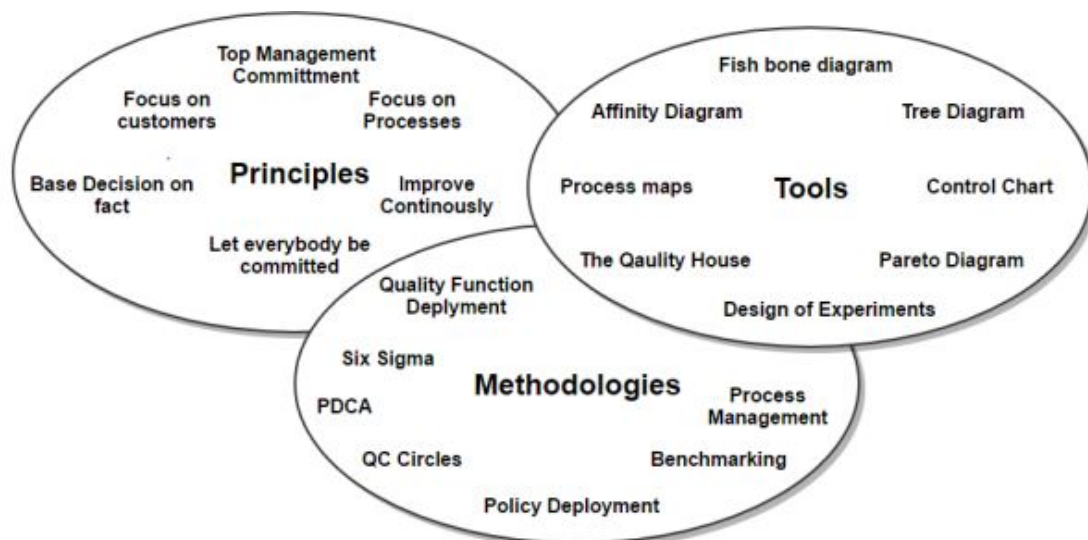 Top Management
Committment
Focus on
customers
Focus on
Processes
Principles
Base Decision on
fact
Improve
Continously
Let everybody be
committed
Fish bone diagram
Affinity Diagram
Tree Diagram
Process maps
Tools
Control Chart
The Qaulity House
Pareto Diagram
Design of Experiments
Quality Function
Deplyment
Six Sigma
Methodologies
PDCA
Process
Management
QC Circles
Benchmarking
Policy Deployment